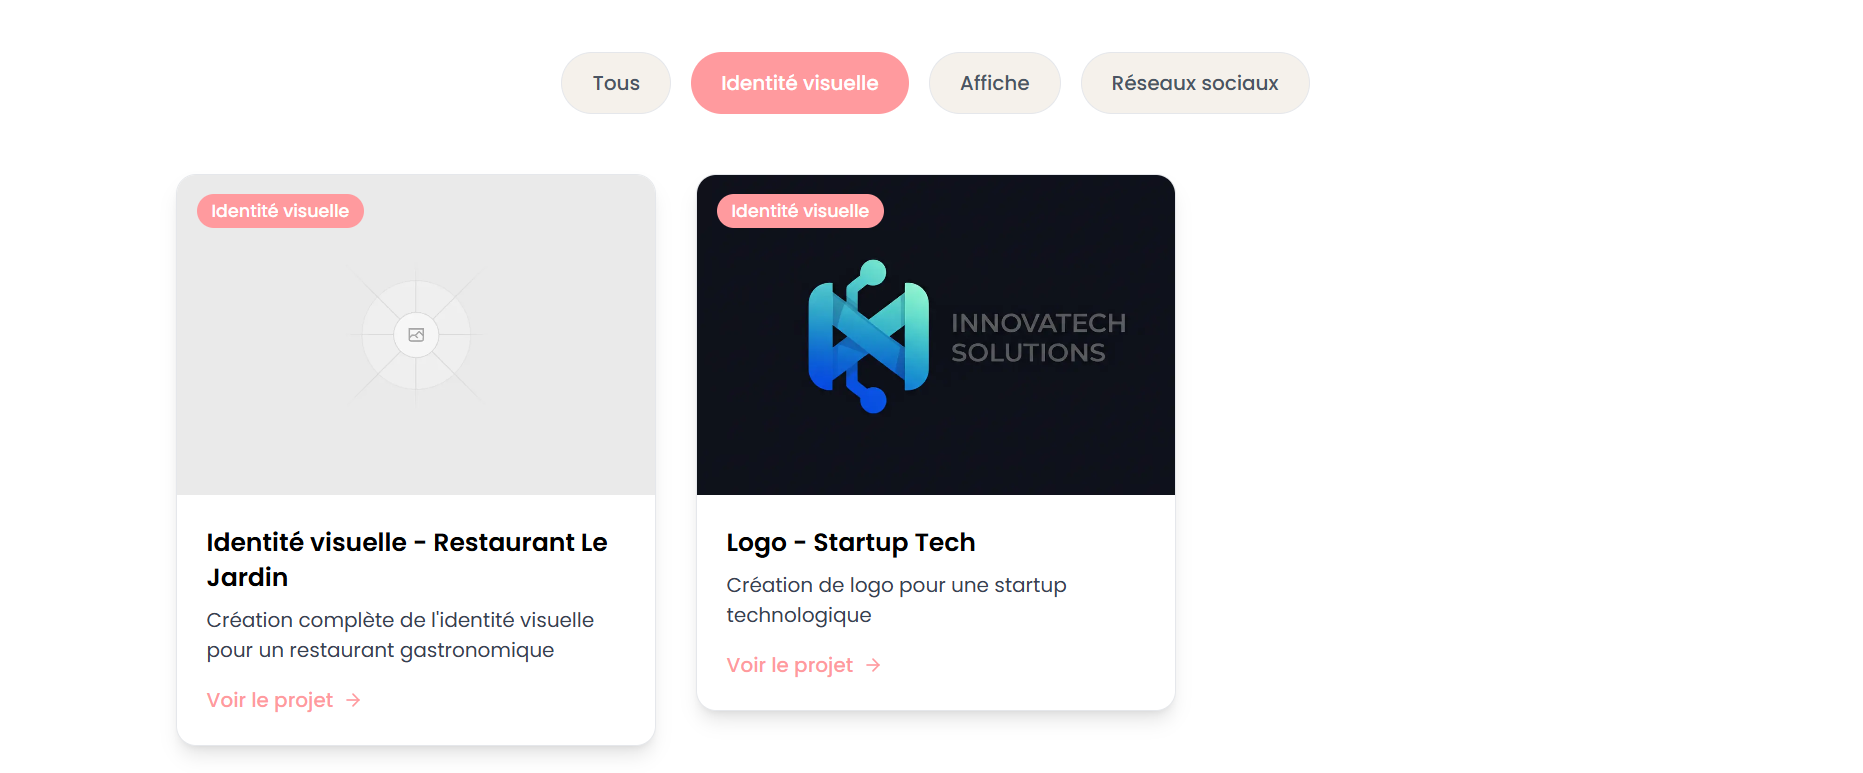 Tous
Identité visuelle
Affiche
Réseaux sociaux
Identité visuelle
Identité visuelle - Restaurant Le
Jardin
Création complète de l'identité visuelle
pour un restaurant gastronomique
Voir le projet →
Identité visuelle
INNOVATECH
SOLUTIONS
Logo - Startup Tech
Création de logo pour une startup
technologique
Voir le projet →